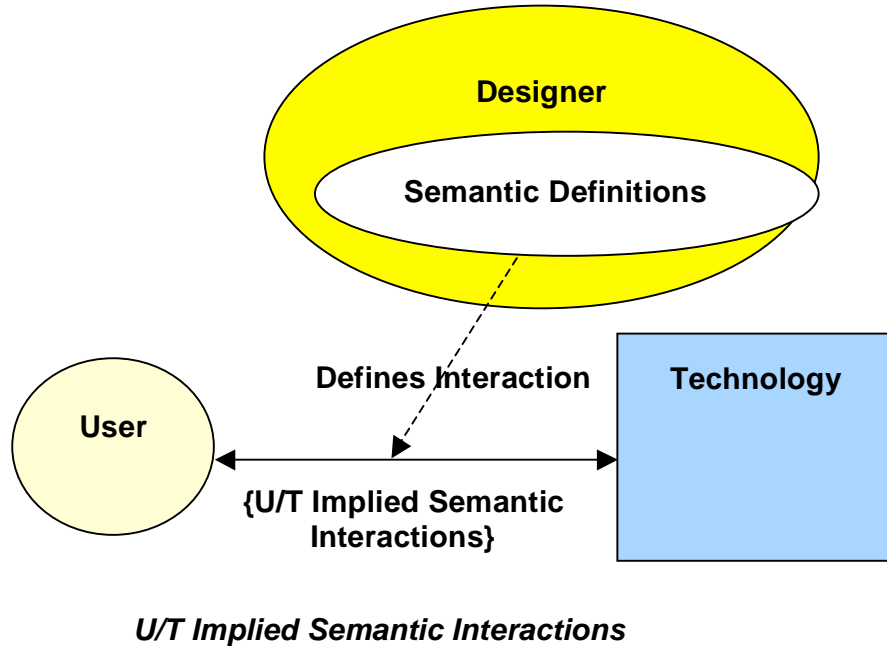 Designer
Semantic Definitions
Defines Interaction
Technology
User
{U/T Implied Semantic
Interactions}
U/T Implied Semantic Interactions